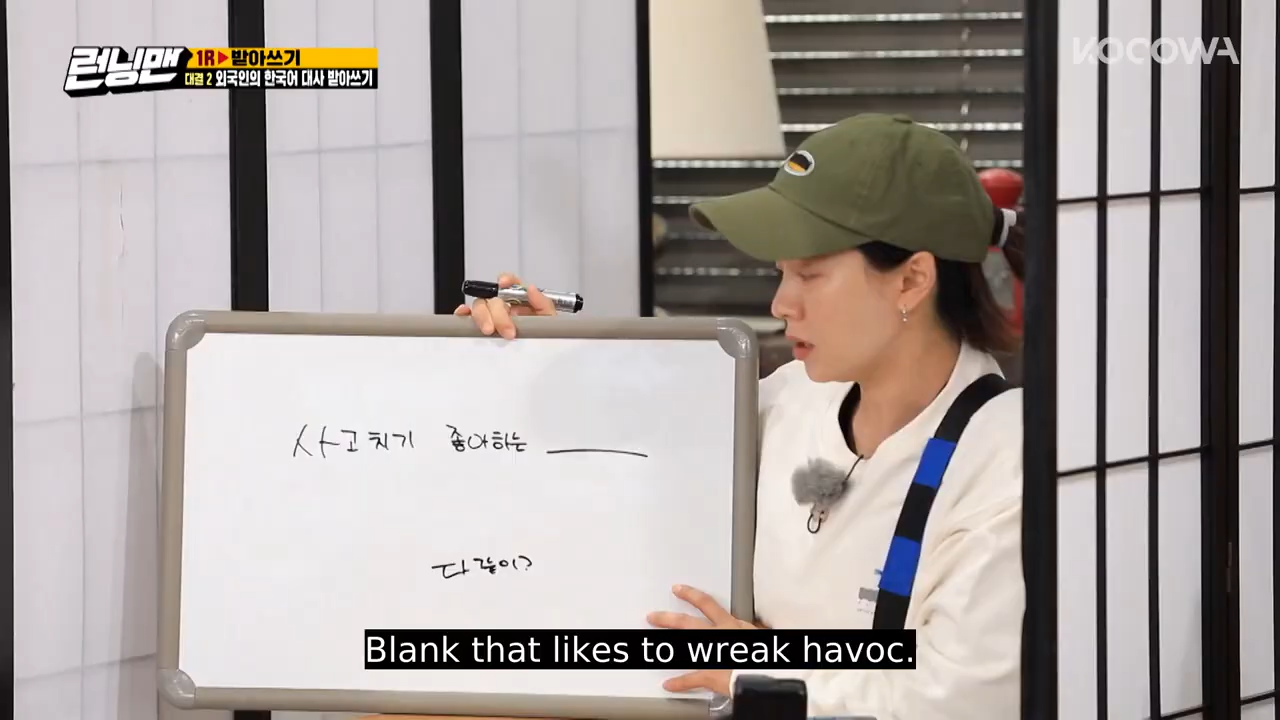 런닝맨
1R▶받아쓰기
대결 2 외국인의 한국어 대사 받아쓰기
KOCOWA
사고치기 좋아하는 ______
다같이?
Blank that likes to wreak havoc.